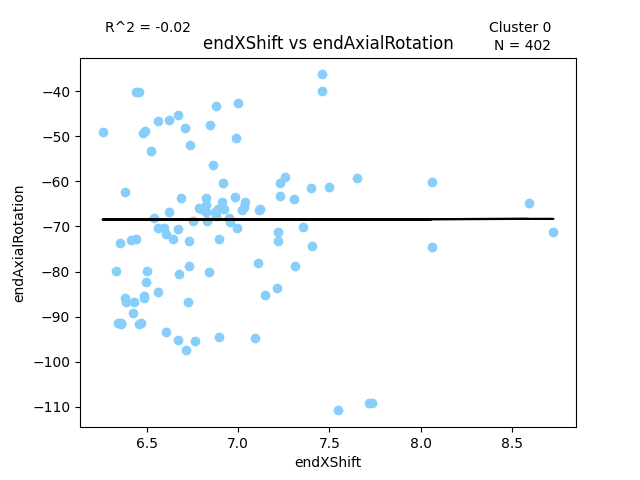 R^2 = -0.02
Cluster 0
endXShift vs endAxialRotation
N = 402
−40
−50
−60
−70
−80
−90
−100
−110
endAxialRotation
6.5
7.0
7.5
8.0
8.5
endXShift